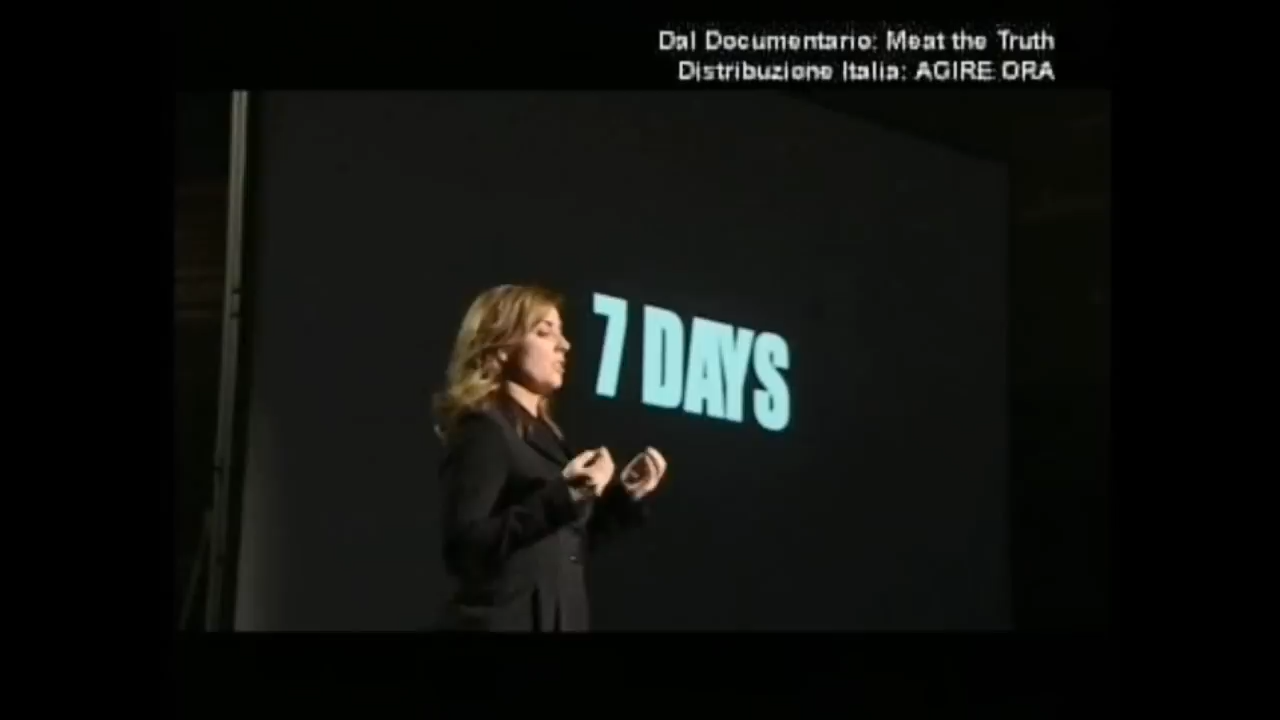 Dal Documentario: Meat the Truth
Distribuzione Italia: AGIRE ORA
7 DAYS